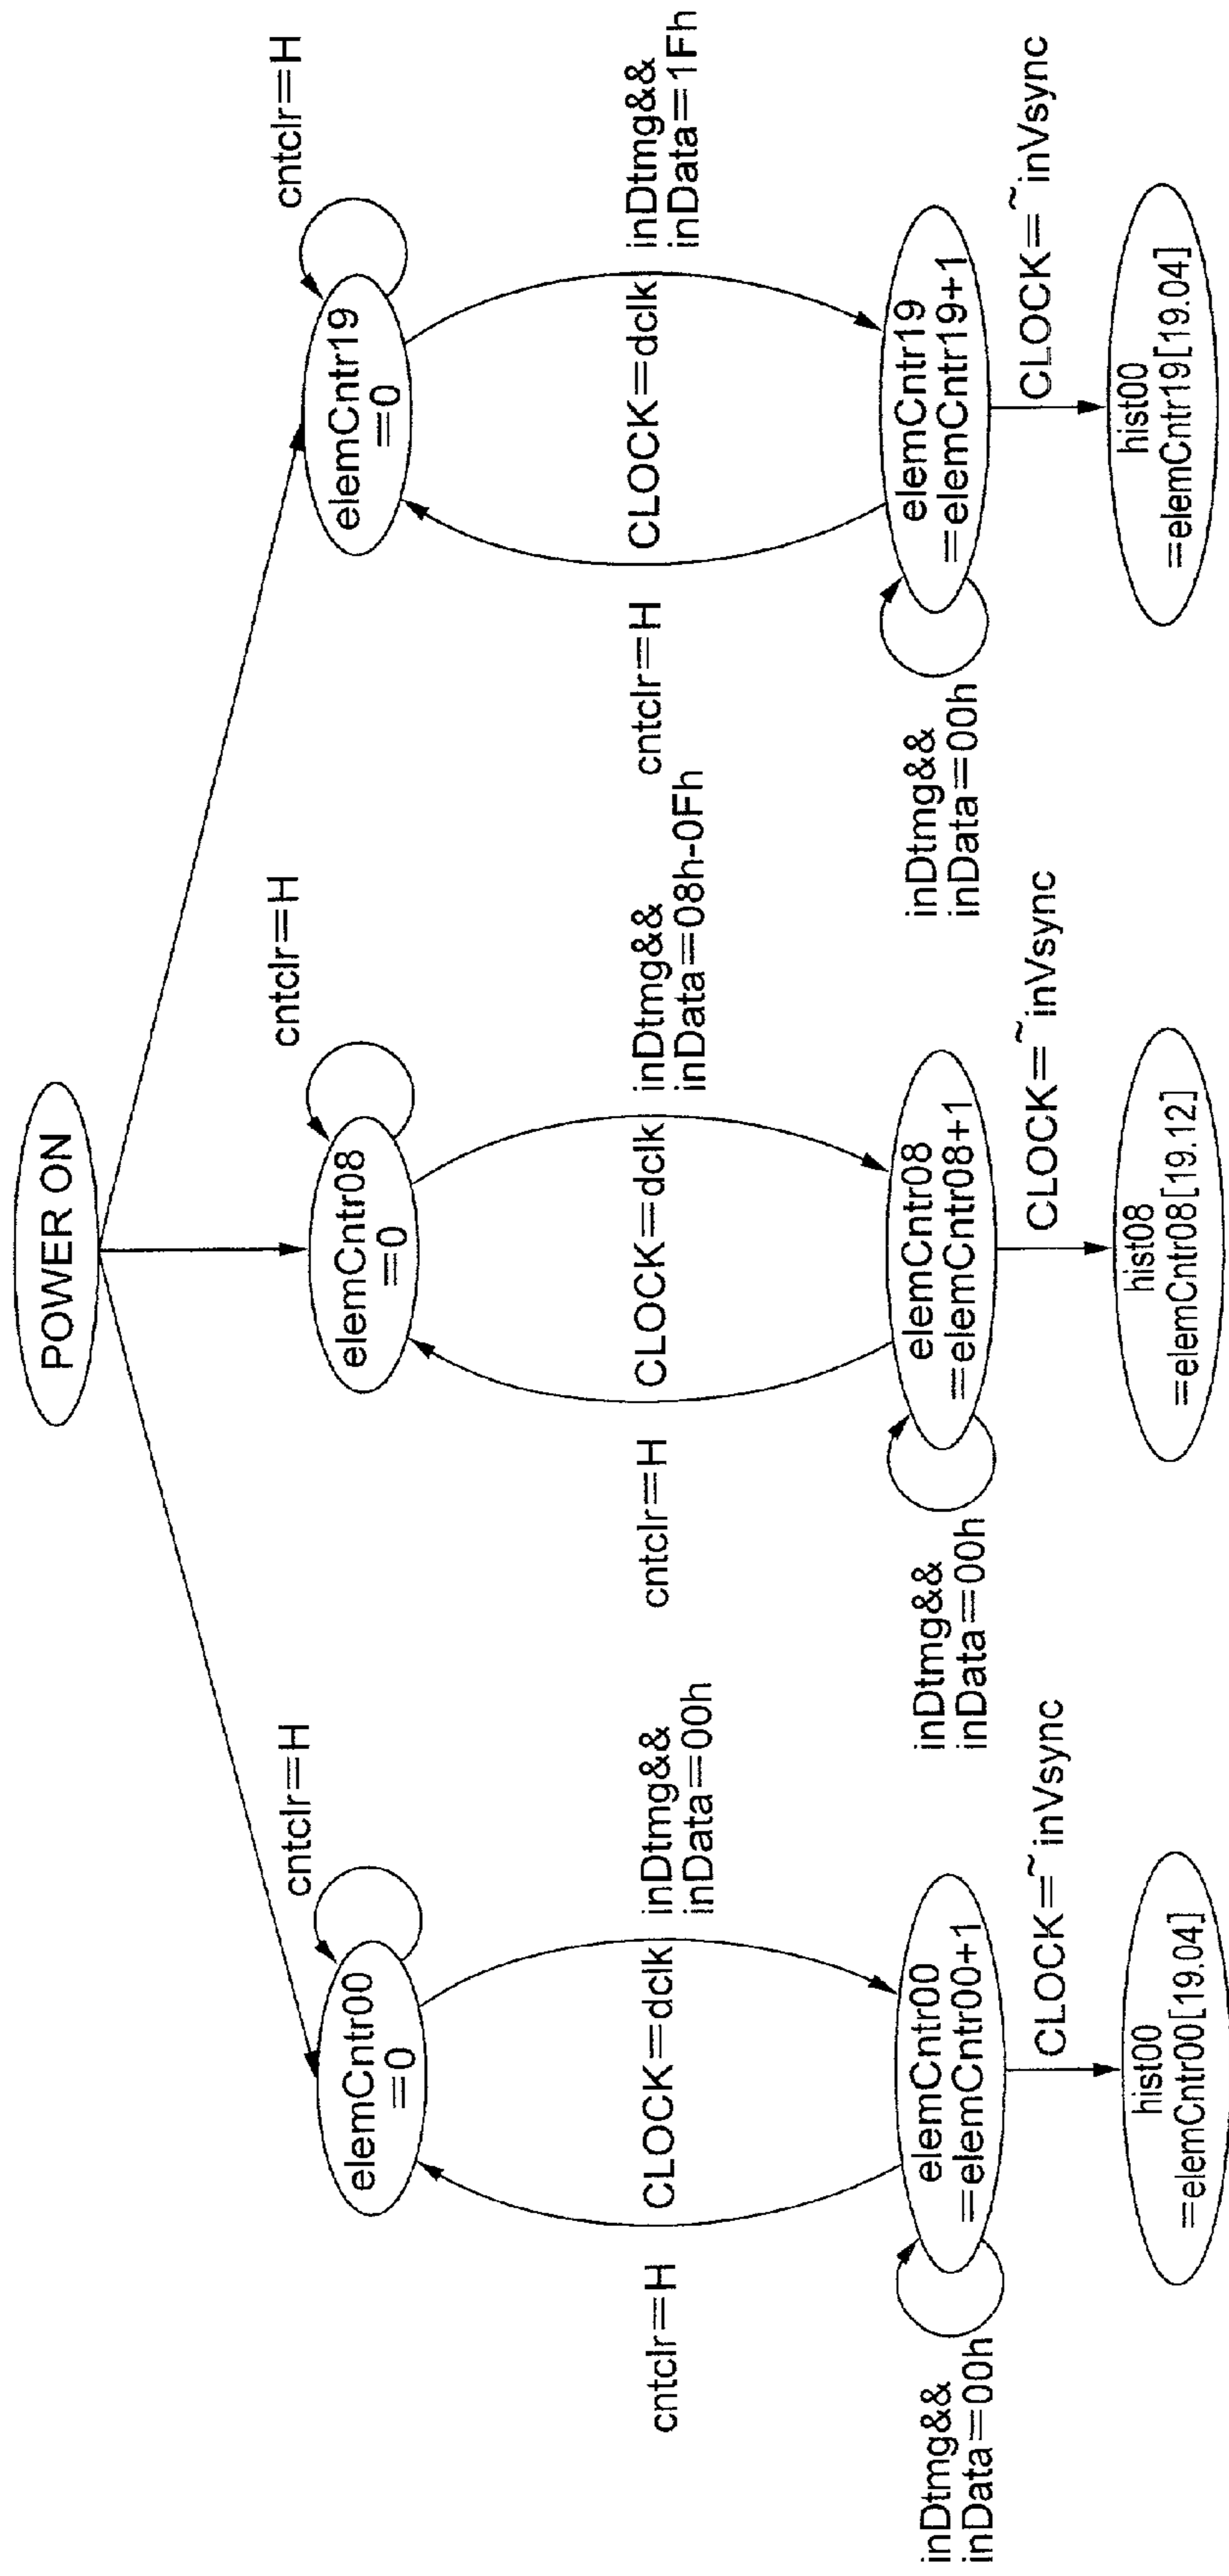 POWER ON
cntclr=H
elemCntr00
=0
cntclr=H
CLOCK=dclk
inDtmg&&
inData=00h
inDtmg&&
inData=00h
elemCntr00
=elemCntr00+1
CLOCK=~inVsync
hist00
=elemCntr00[19.04]
cntclr=H
elemCntr08
=0
cntclr=H
CLOCK=dclk
inDtmg&&
inData=08h-0Fh
inDtmg&&
inData=00h
elemCntr08
=elemCntr08+1
CLOCK=~inVsync
hist08
=elemCntr08[19.12]
cntclr=H
elemCntr19
=0
cntclr=H
CLOCK=dclk
inDtmg&&
inData=1Fh
inDtmg&&
inData=00h
elemCntr19
=elemCntr19+1
CLOCK=~inVsync
hist00
=elemCntr19[19.04]